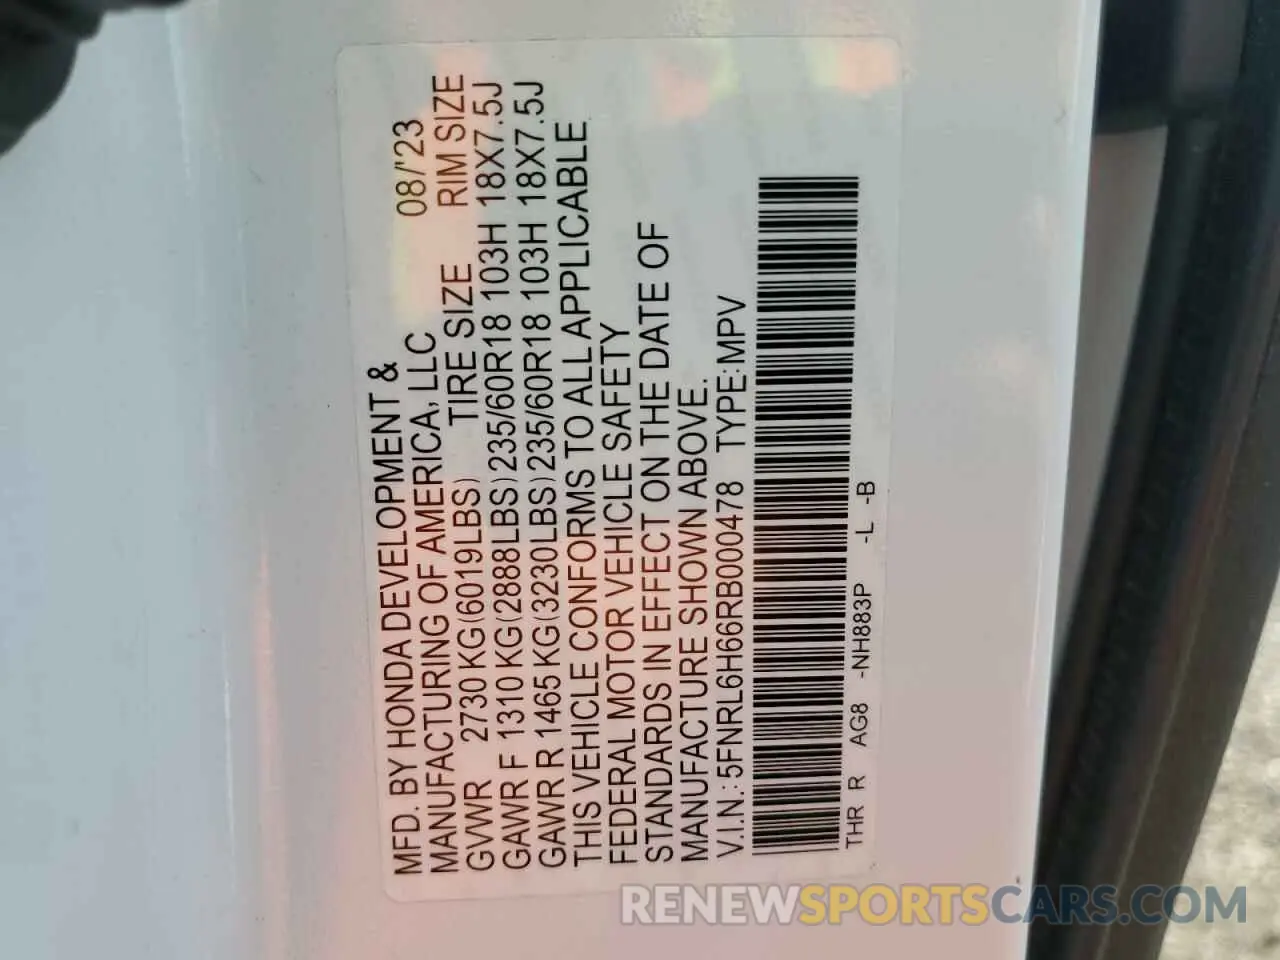 MFD. BY HONDA DEVELOPMENT & 08/'23
MANUFACTURING OF AMERICA, LLC
GVWR 2730 KG(6019LBS) TIRE SIZE RIM SIZE
GAWR F 1310 KG(2888LBS) 235/60R18 103H 18X7.5J
GAWR R 1465 KG(3230LBS) 235/60R18 103H 18X7.5J
THIS VEHICLE CONFORMS TO ALL APPLICABLE
FEDERAL MOTOR VEHICLE SAFETY
STANDARDS IN EFFECT ON THE DATE OF
MANUFACTURE SHOWN ABOVE.
V.I.N.: 5FNRL6H66RB000478 TYPE: MPV
THR R AG8 -NH883P -L -B
RENEWSPORTSCARS.COM